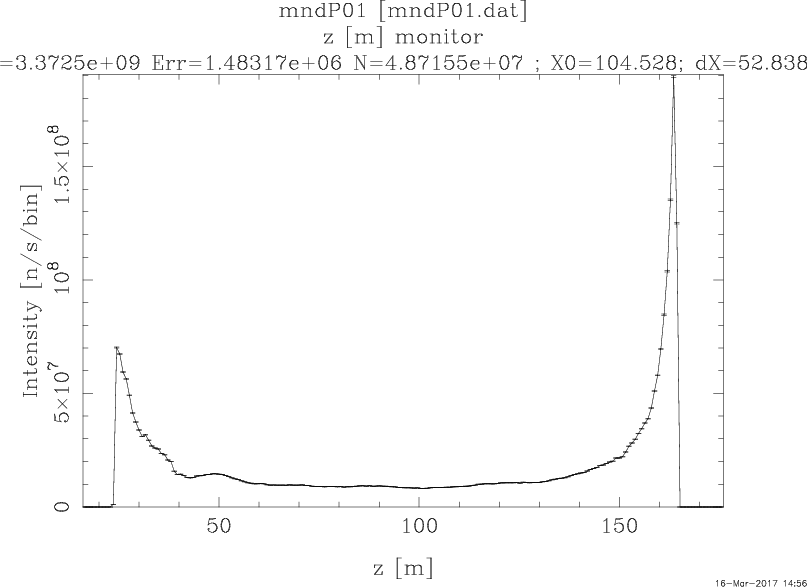 mndP01 [mndP01.dat]
z [m] monitor
=3.3725e+09 Err=1.48317e+06 N=4.87155e+07 ; X0=104.528; dX=52.838
Intensity [n/s/bin]
1.5×10⁸
10⁸
5×10⁷
0
50 100 150
z [m]
16-Mar-2017 14:56